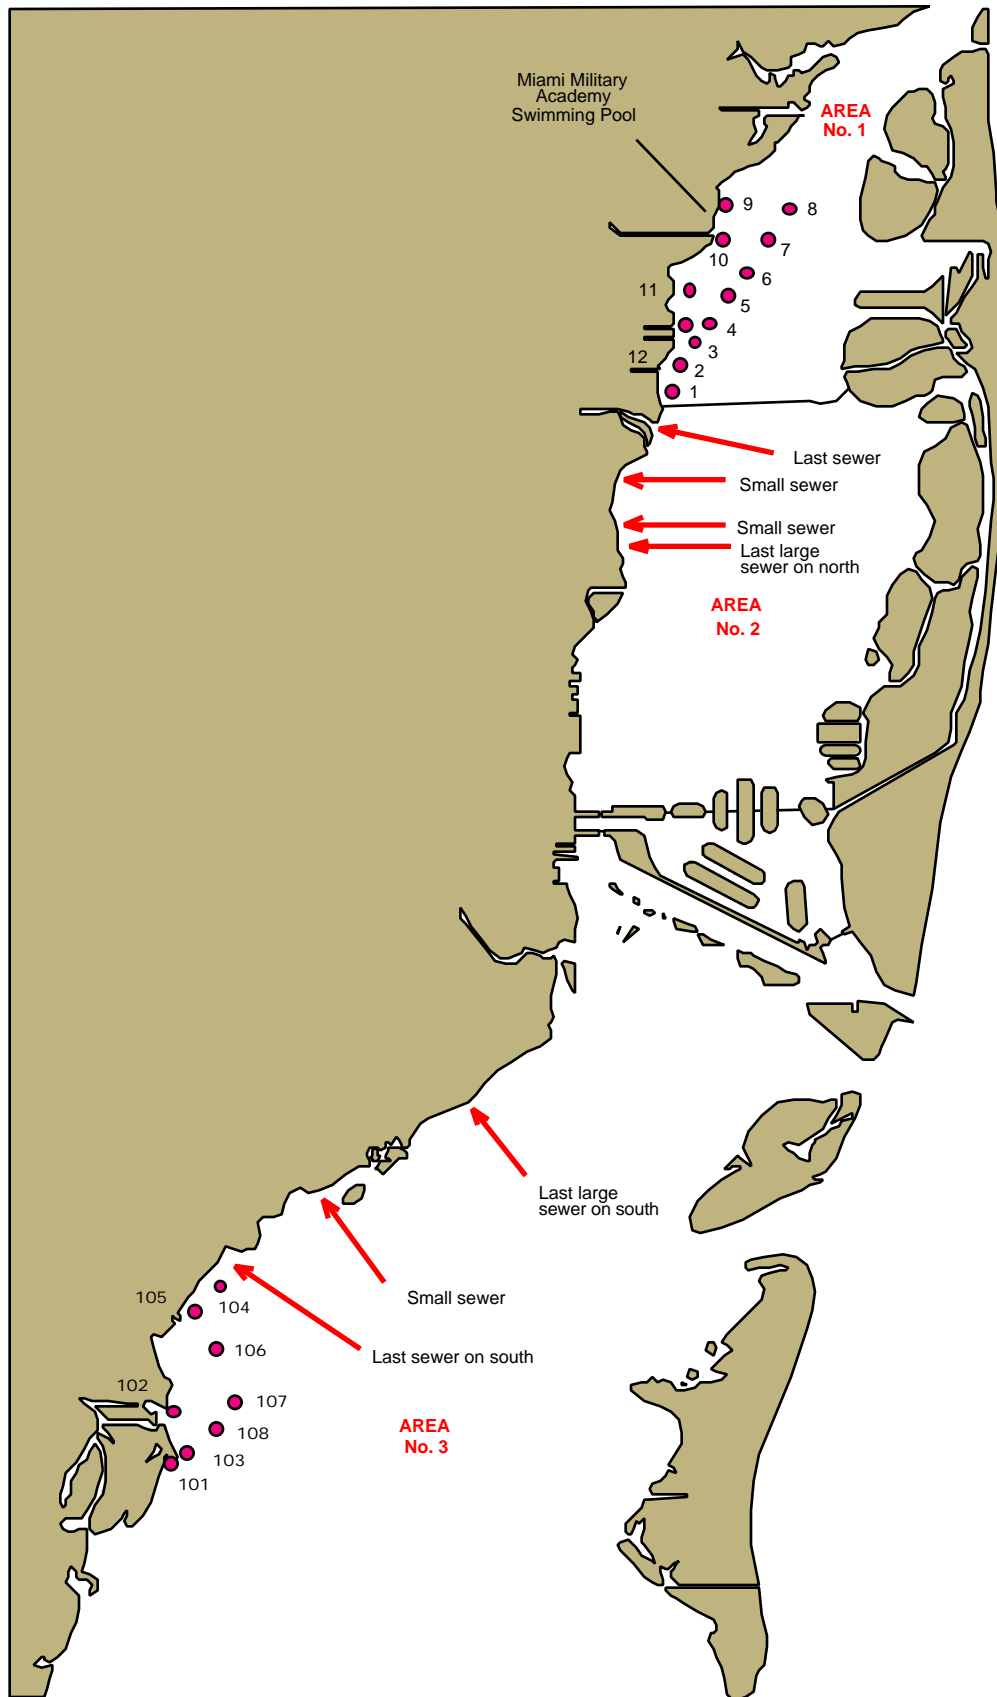 Miami Military
Academy
Swimming Pool
AREA
No. 1
9
8
10
7
6
11
5
4
3
12
2
1
Last sewer
Small sewer
Small sewer
Last large
sewer on north
AREA
No. 2
Last large
sewer on south
Small sewer
Last sewer on south
105
104
106
102
107
108
103
101
AREA
No. 3